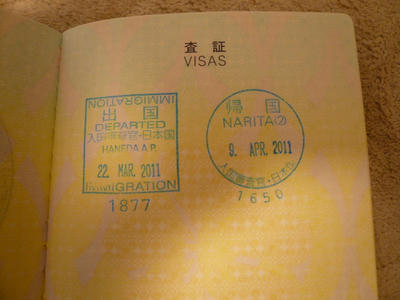 査証
VISAS
IMMIGRATION
出国
DEPARTED
入国審査官・日本国
HANEDA A.P.
22. MAR. 2011
IMMIGRATION
1877
帰国
NARITA(2)
9. APR. 2011
入国審査官・日本国
1650